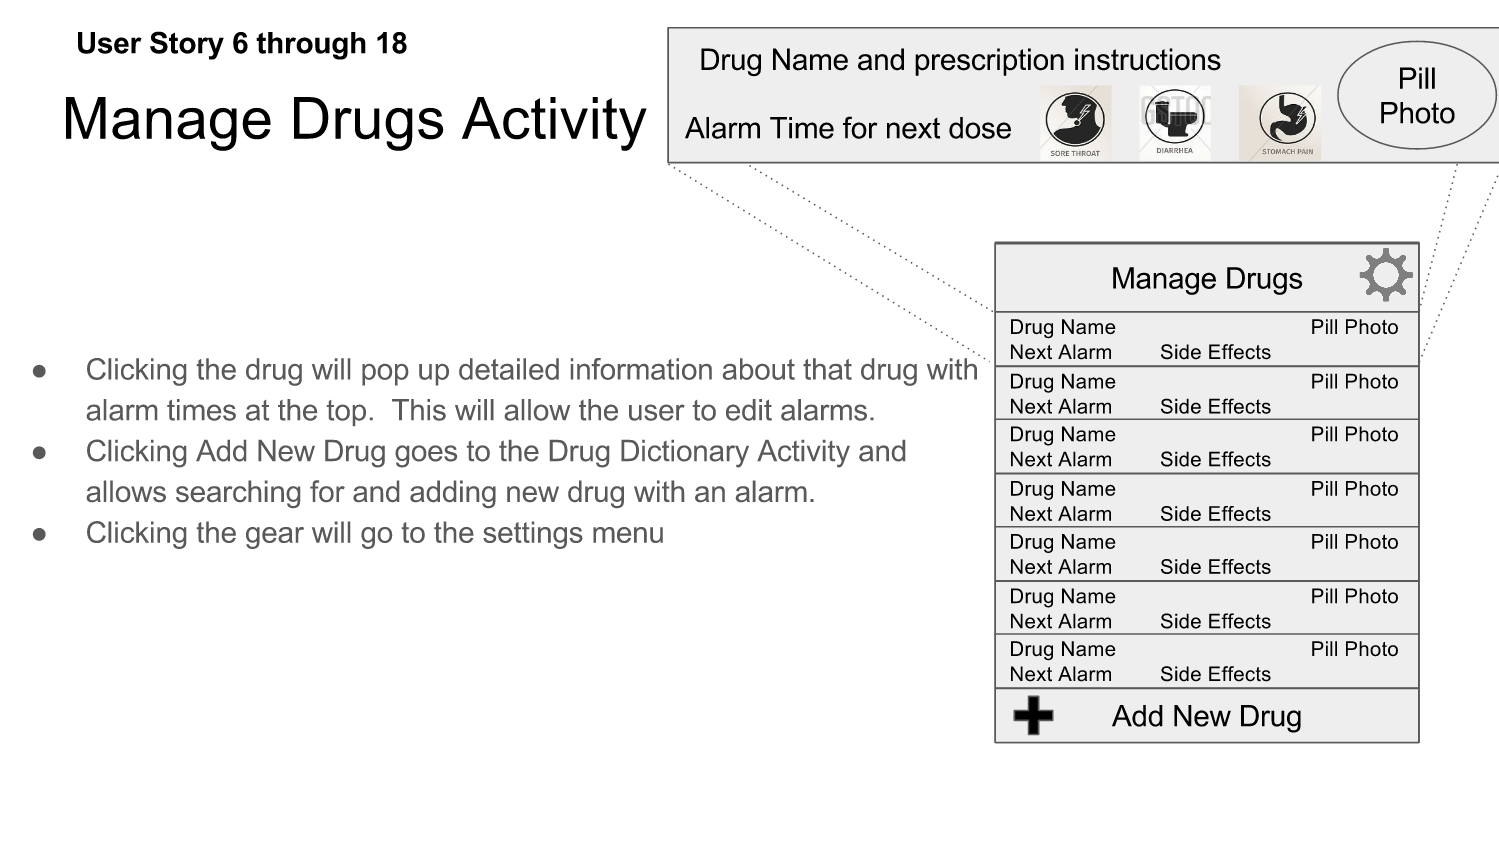 User Story 6 through 18
Manage Drugs Activity
Drug Name and prescription instructions
Alarm Time for next dose
SORE THROAT
DIARRHEA
STOMACH PAIN
Pill
Photo
● Clicking the drug will pop up detailed information about that drug with
alarm times at the top.  This will allow the user to edit alarms.
● Clicking Add New Drug goes to the Drug Dictionary Activity and
allows searching for and adding new drug with an alarm.
● Clicking the gear will go to the settings menu
Manage Drugs
Drug Name Pill Photo
Next Alarm Side Effects
Drug Name Pill Photo
Next Alarm Side Effects
Drug Name Pill Photo
Next Alarm Side Effects
Drug Name Pill Photo
Next Alarm Side Effects
Drug Name Pill Photo
Next Alarm Side Effects
Drug Name Pill Photo
Next Alarm Side Effects
Drug Name Pill Photo
Next Alarm Side Effects
Add New Drug